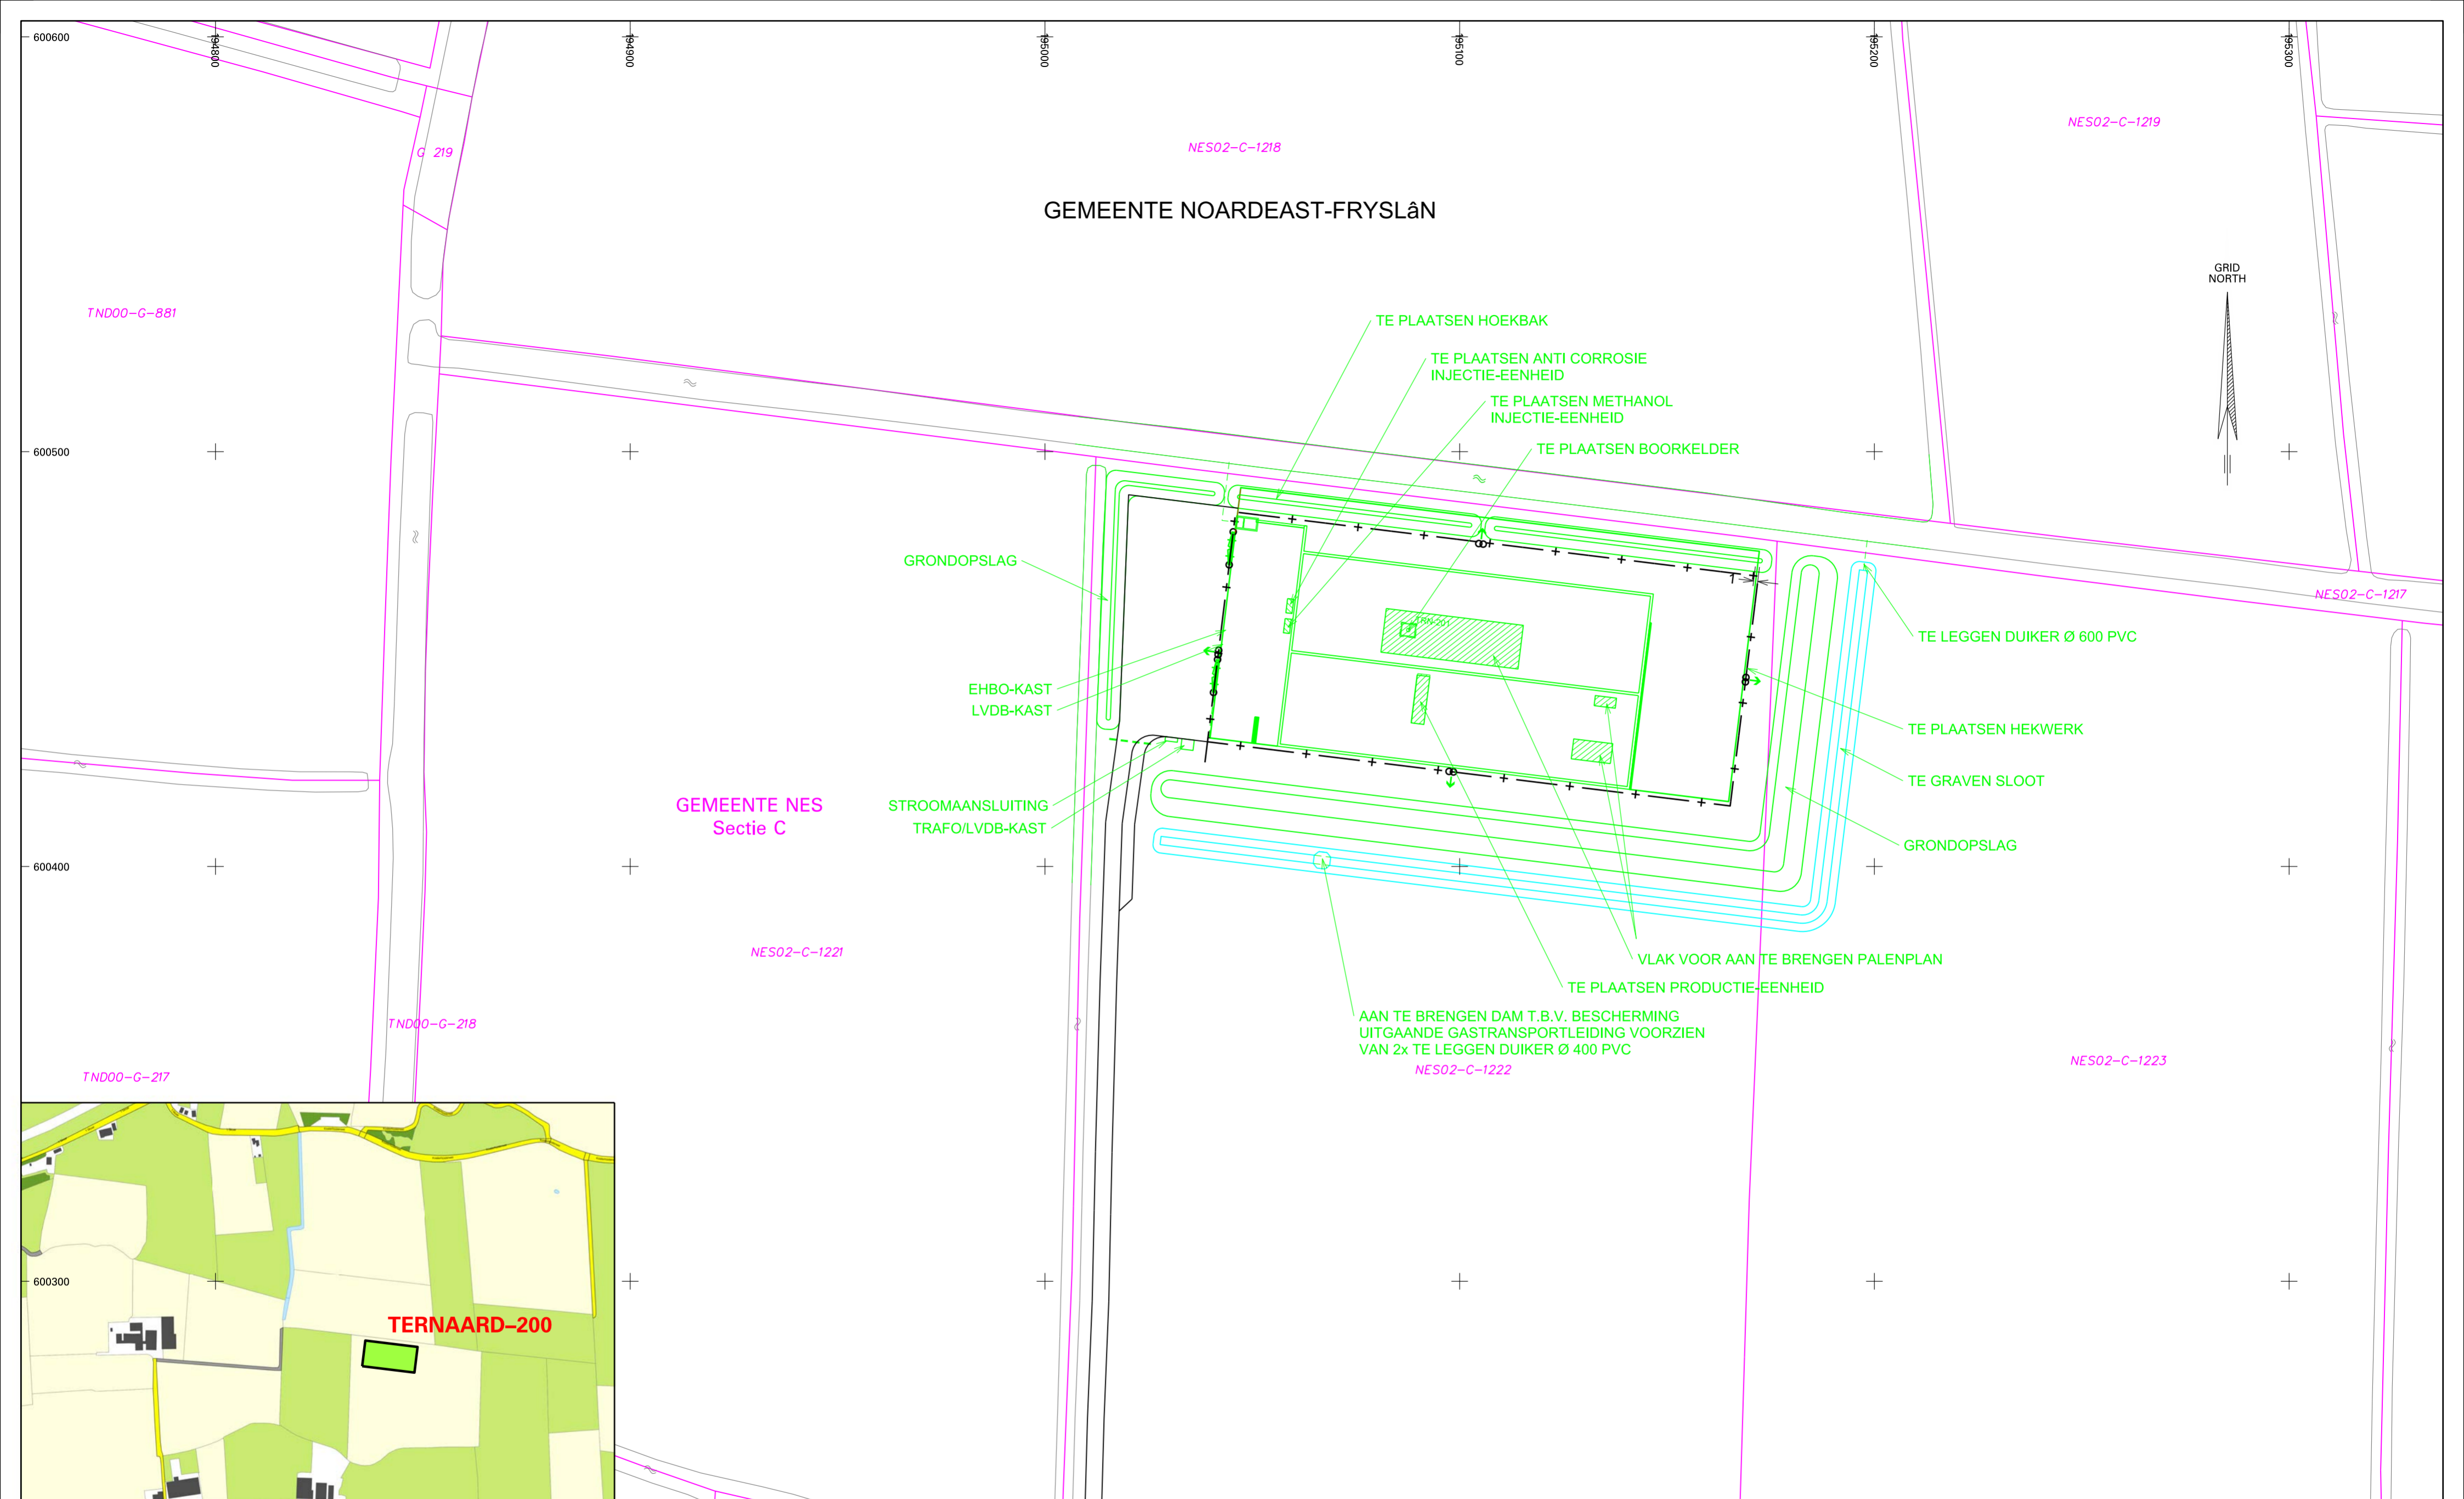 194800
194900
195000
195100
195200
195300
600600
600500
600400
600300
G 219
NES02-C-1218
NES02-C-1219
GEMEENTE NOARDEAST-FRYSLâN
GRID
NORTH
TND00-G-881
TE PLAATSEN HOEKBAK
TE PLAATSEN ANTI CORROSIE
INJECTIE-EENHEID
TE PLAATSEN METHANOL
INJECTIE-EENHEID
TE PLAATSEN BOORKELDER
GRONDOPSLAG
1
NES02-C-1217
TRN-201
TE LEGGEN DUIKER Ø 600 PVC
EHBO-KAST
LVDB-KAST
TE PLAATSEN HEKWERK
TE GRAVEN SLOOT
GEMEENTE NES
Sectie C
STROOMAANSLUITING
TRAFO/LVDB-KAST
GRONDOPSLAG
NES02-C-1221
VLAK VOOR AAN TE BRENGEN PALENPLAN
TE PLAATSEN PRODUCTIE-EENHEID
AAN TE BRENGEN DAM T.B.V. BESCHERMING
UITGAANDE GASTRANSPORTLEIDING VOORZIEN
VAN 2x TE LEGGEN DUIKER Ø 400 PVC
TND00-G-218
NES02-C-1222
NES02-C-1223
TND00-G-217
TERNAARD-200